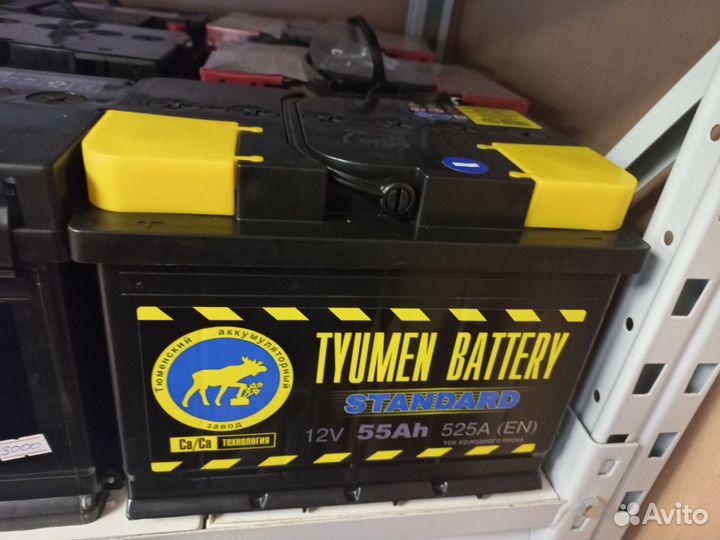 Тюменский аккумуляторный
завод
TYUMEN BATTERY
STANDARD
Ca/Ca технология
12V 55Ah 525A (EN)
ток холодного пуска
3000
Avito